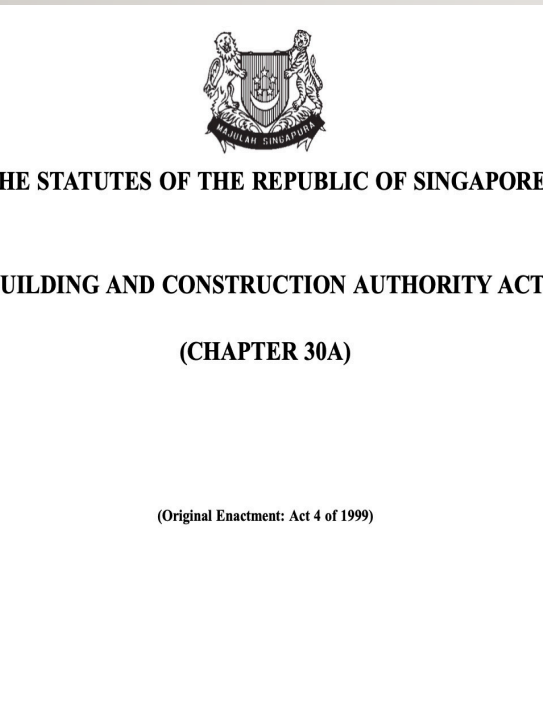 MAJULAH SINGAPURA
HE STATUTES OF THE REPUBLIC OF SINGAPORE
UILDING AND CONSTRUCTION AUTHORITY ACT
(CHAPTER 30A)
(Original Enactment: Act 4 of 1999)